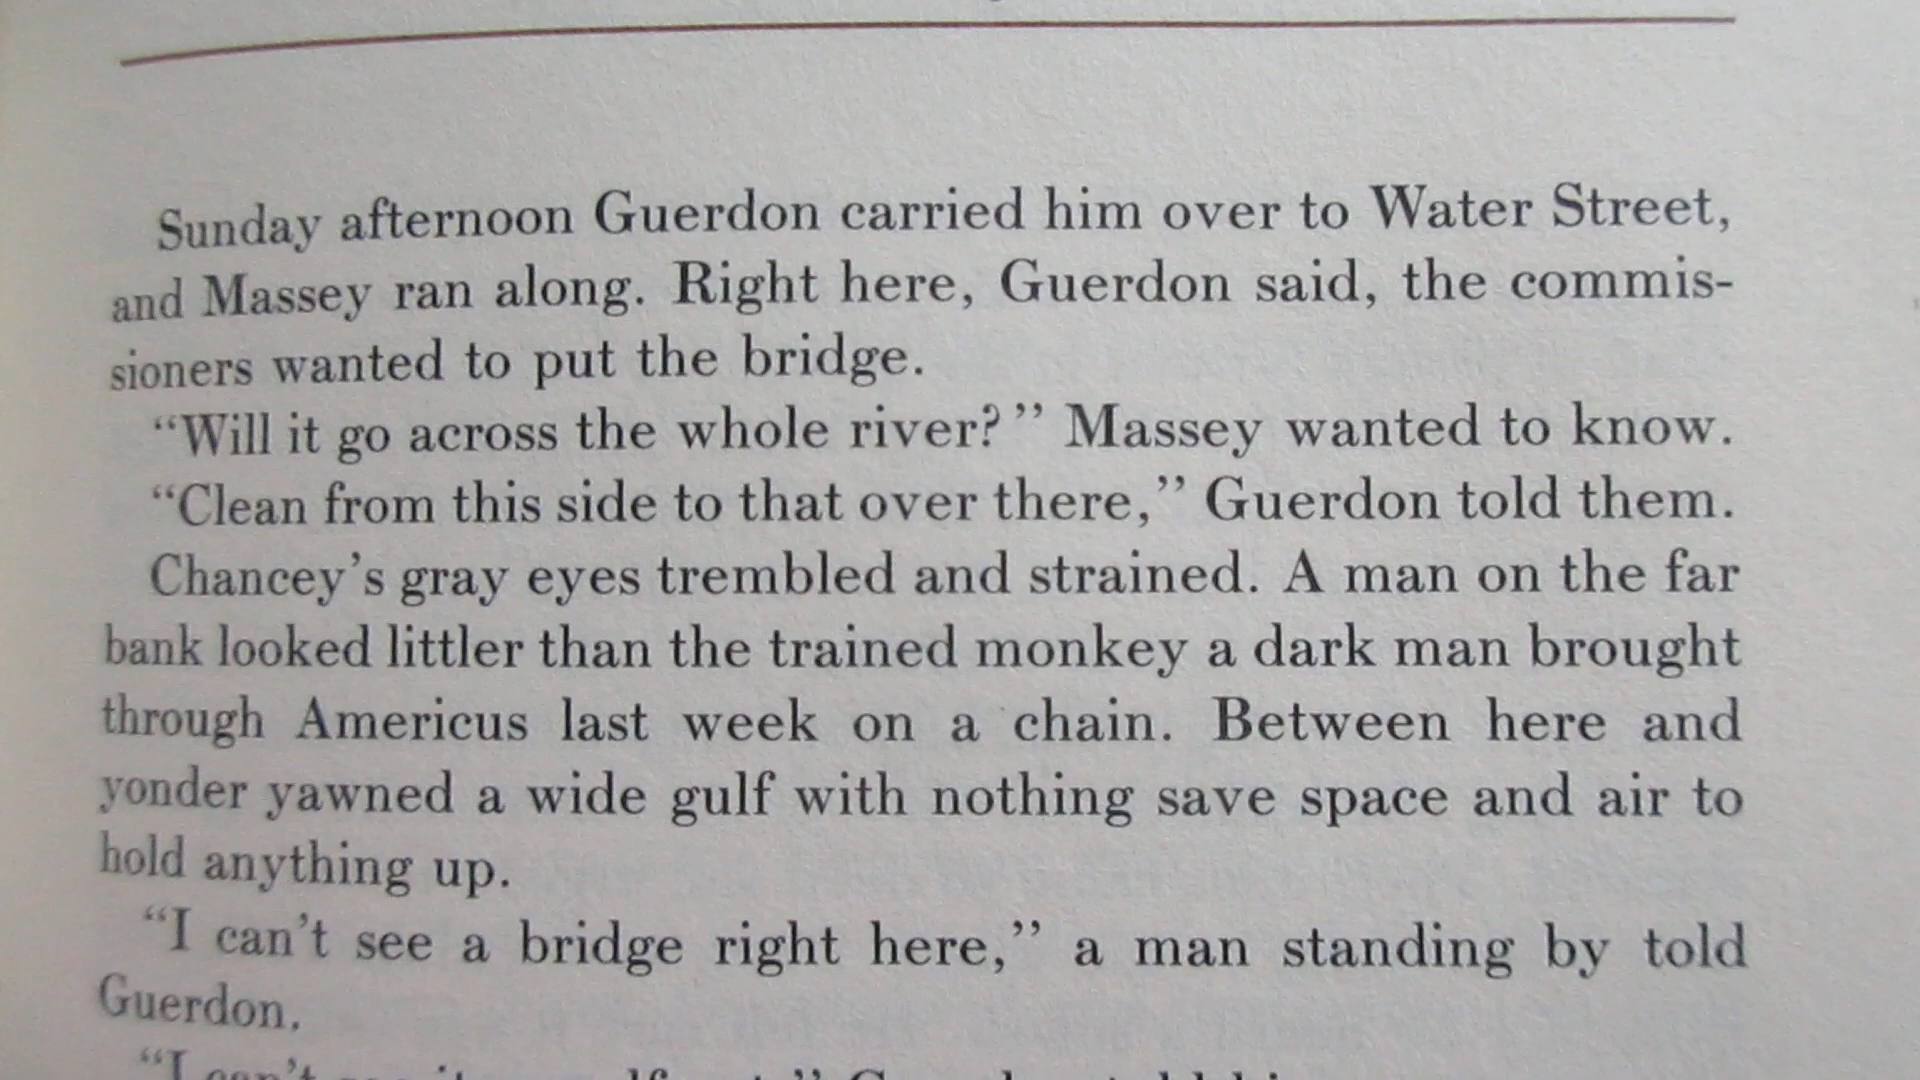 Sunday afternoon Guerdon carried him over to Water Street,
and Massey ran along. Right here, Guerdon said, the commis-
sioners wanted to put the bridge.
“Will it go across the whole river?” Massey wanted to know.
“Clean from this side to that over there,” Guerdon told them.
Chancey’s gray eyes trembled and strained. A man on the far
bank looked littler than the trained monkey a dark man brought
through Americus last week on a chain. Between here and
yonder yawned a wide gulf with nothing save space and air to
hold anything up.
“I can’t see a bridge right here,” a man standing by told
Guerdon.
“I can’t